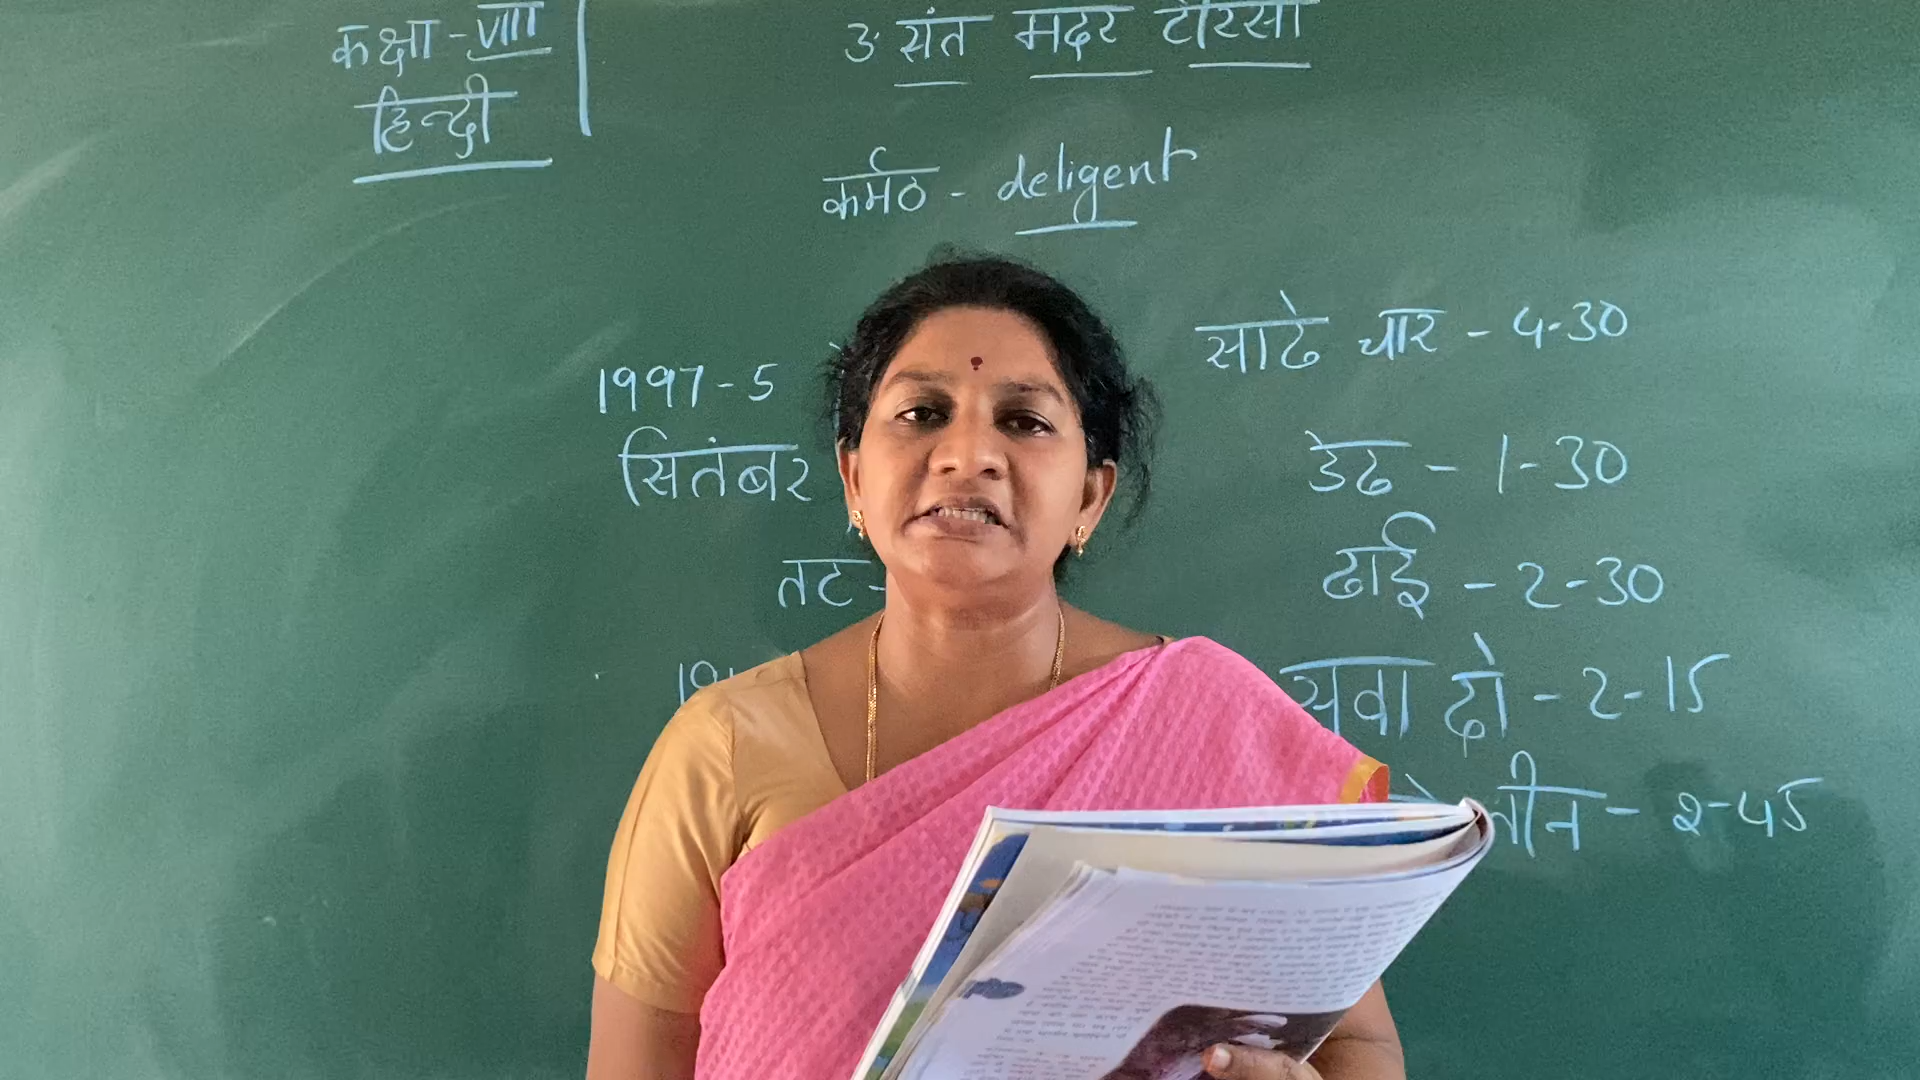 कक्षा - VIII
हिन्दी
3. संत मदर टेरिसा
कर्मठ - deligent
1997 - 5
सितंबर
तट -
साढे चार - 4-30
डेढ - 1-30
ढाई - 2-30
सवा दो - 2-15
तीन - 2-45